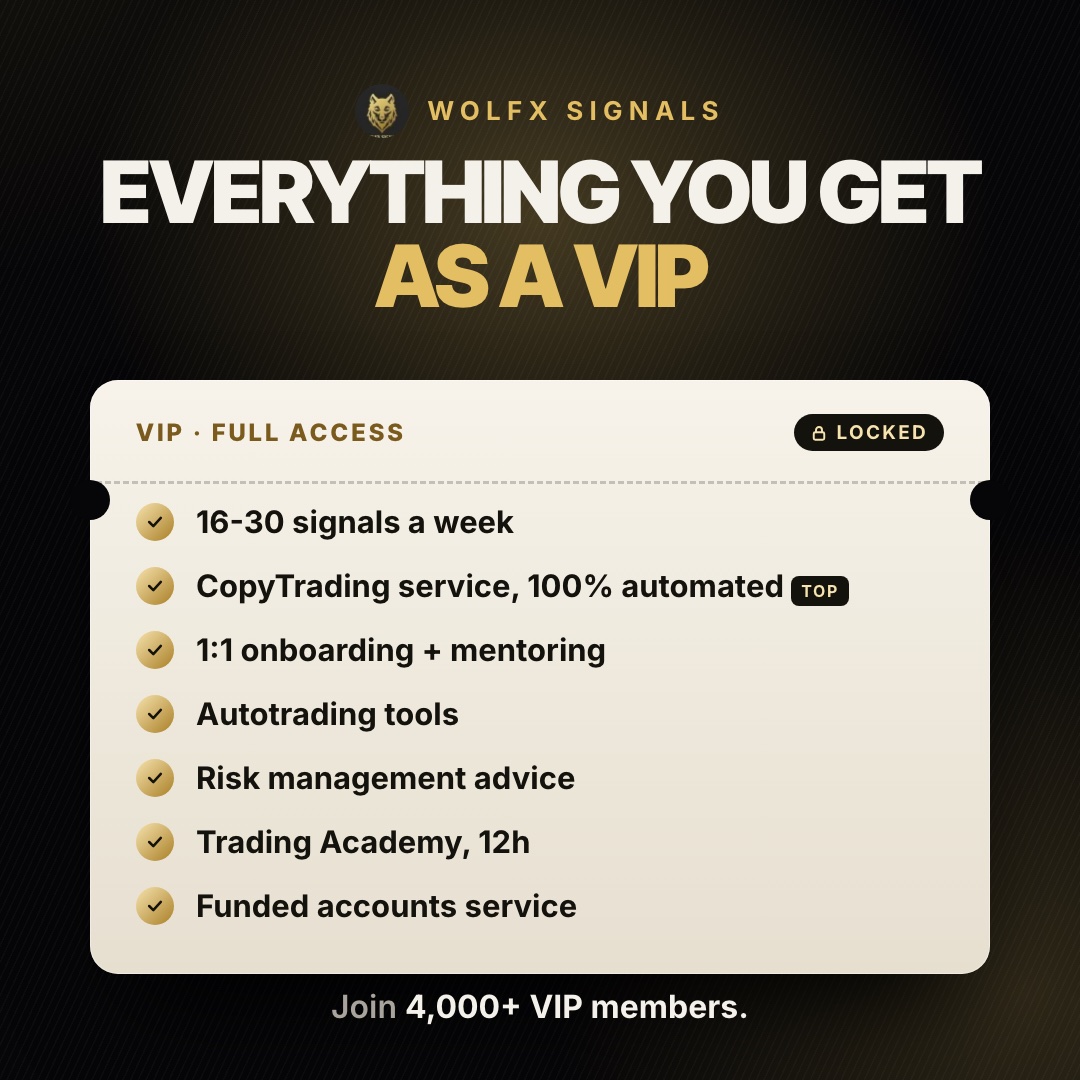 WOLFX SIGNALS
EVERYTHING YOU GET
AS A VIP
VIP · FULL ACCESS
LOCKED
16-30 signals a week
CopyTrading service, 100% automated TOP
1:1 onboarding + mentoring
Autotrading tools
Risk management advice
Trading Academy, 12h
Funded accounts service
Join 4,000+ VIP members.